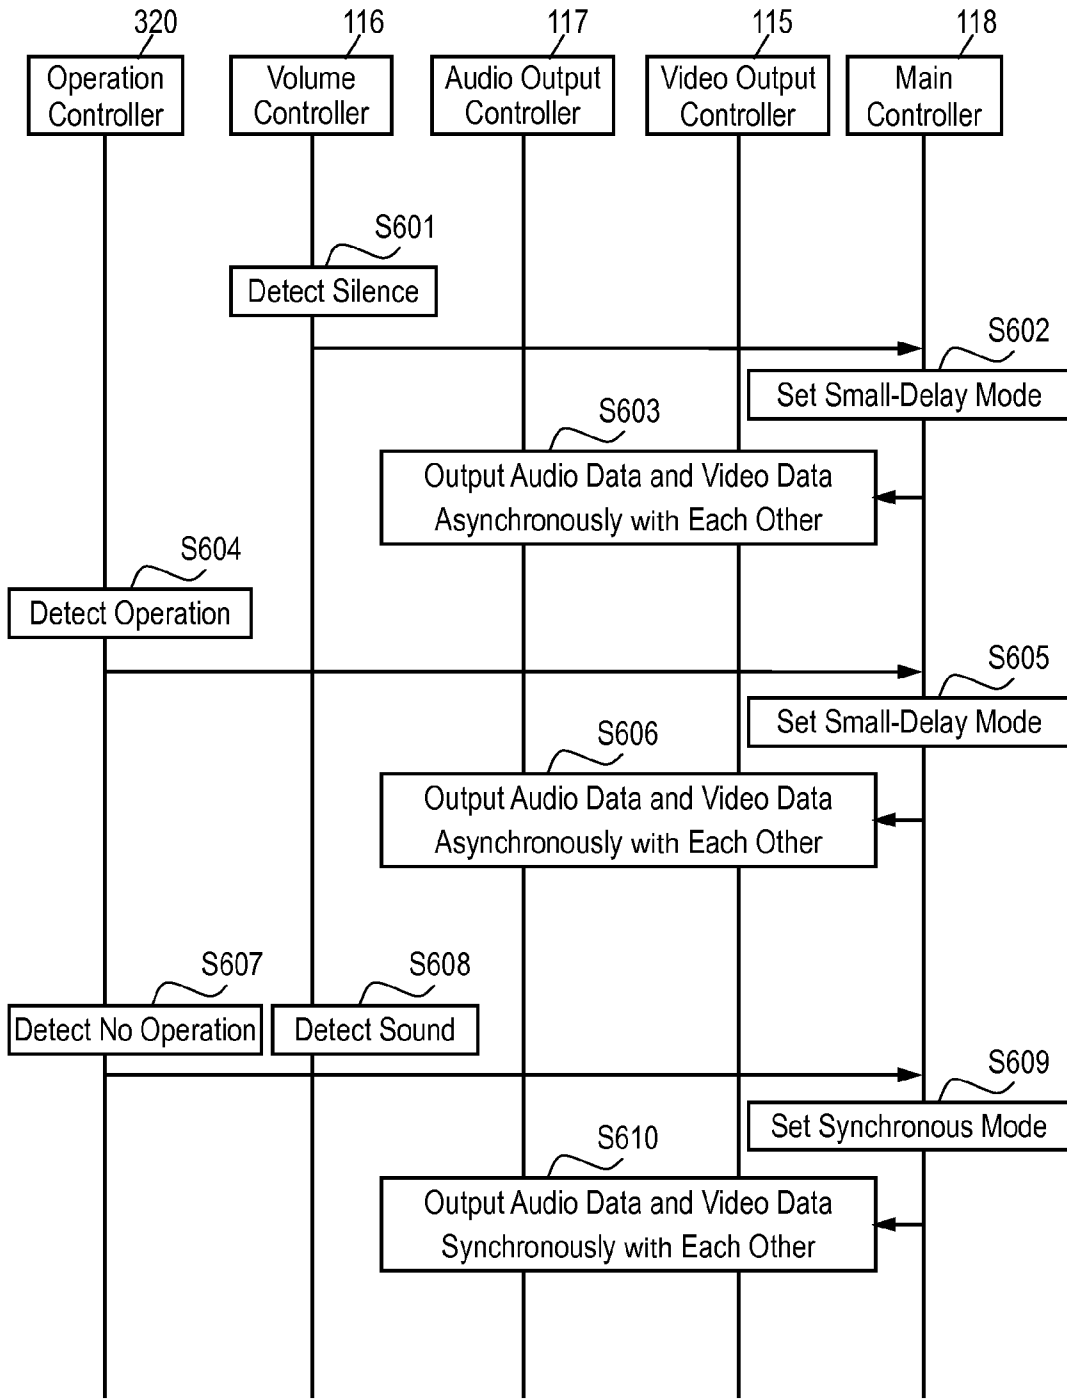 320
116
117
115
118
Operation
Controller
Volume
Controller
Audio Output
Controller
Video Output
Controller
Main
Controller
S601
Detect Silence
S602
Set Small-Delay Mode
S603
Output Audio Data and Video Data
Asynchronously with Each Other
S604
Detect Operation
S605
Set Small-Delay Mode
S606
Output Audio Data and Video Data
Asynchronously with Each Other
S607
Detect No Operation
S608
Detect Sound
S609
Set Synchronous Mode
S610
Output Audio Data and Video Data
Synchronously with Each Other